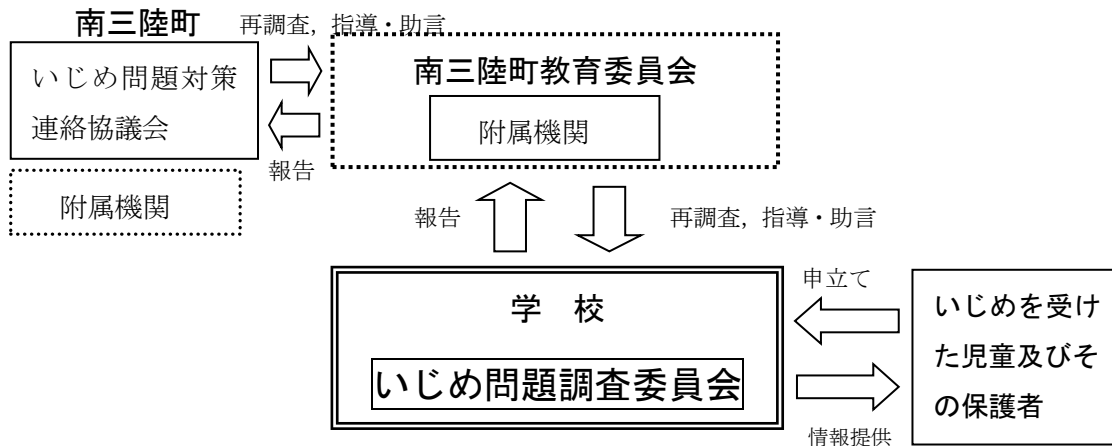 南三陸町
再調査，指導・助言
いじめ問題対策
連絡協議会
報告
附属機関
南三陸町教育委員会
附属機関
報告
再調査，指導・助言
学　校
いじめ問題調査委員会
申立て
情報提供
いじめを受け
た児童及びそ
の保護者